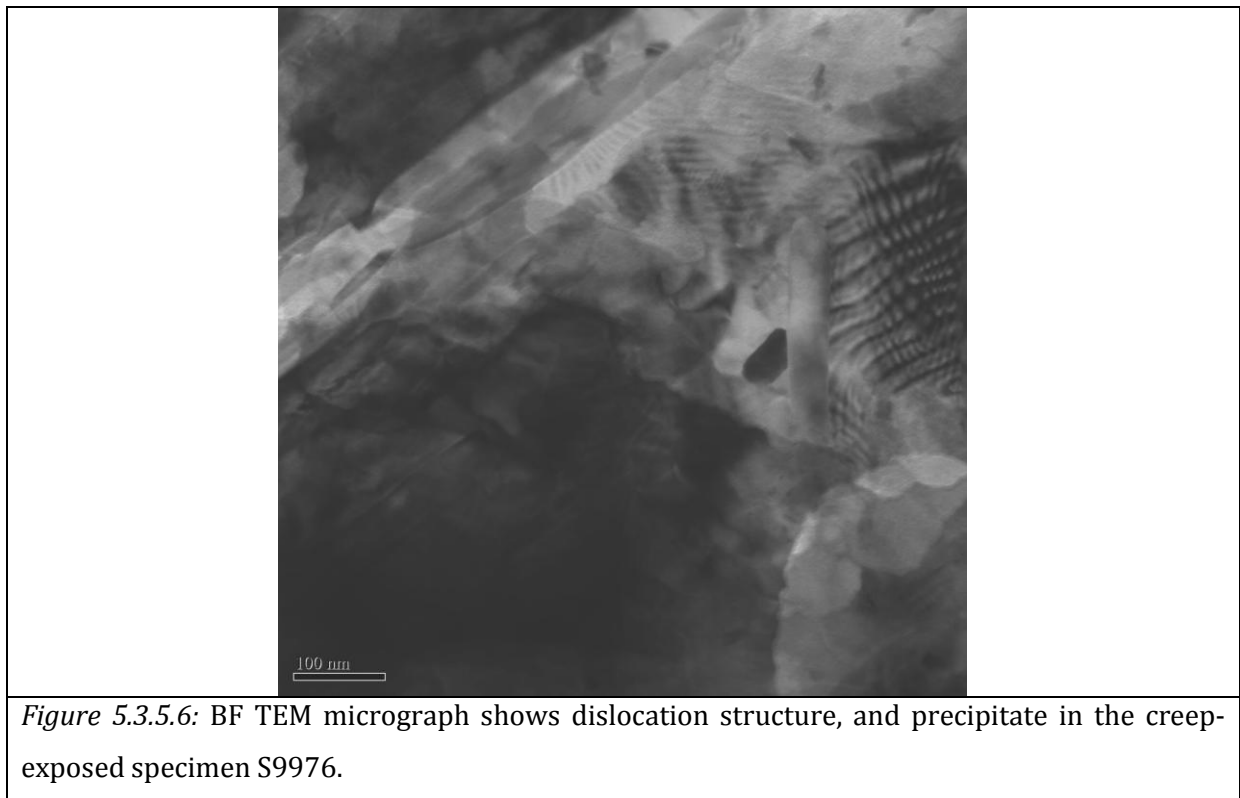 100 nm
Figure 5.3.5.6: BF TEM micrograph shows dislocation structure, and precipitate in the creep-
exposed specimen S9976.